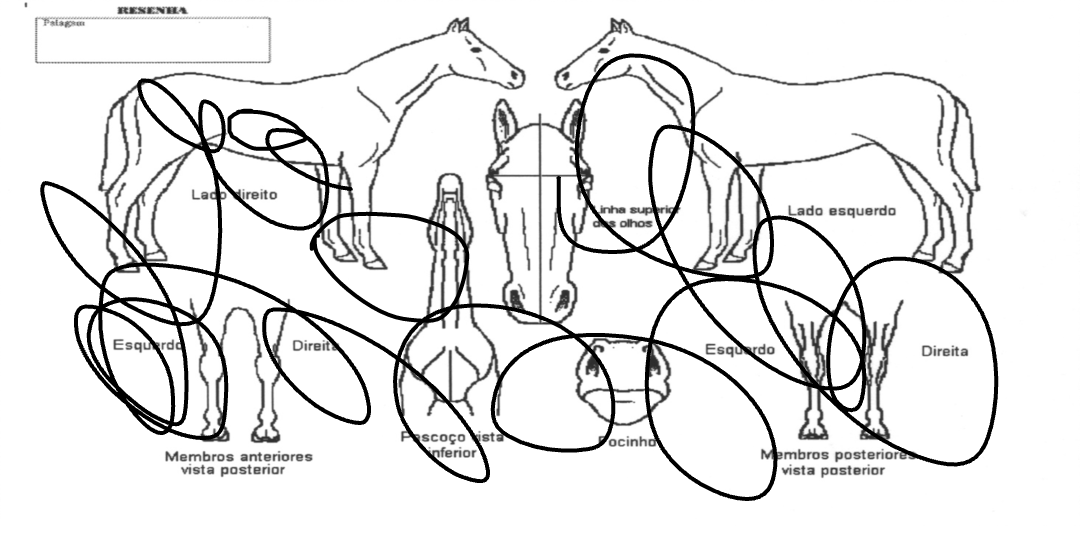 RESENHA
Pelagem
Lado direito
Linha superior
dos olhos
Lado esquerdo
Esquerdo
Direita
Esquerdo
Direita
Pescoço vista
inferior
Focinho
Membros anteriores
vista posterior
Membros posteriores
vista posterior